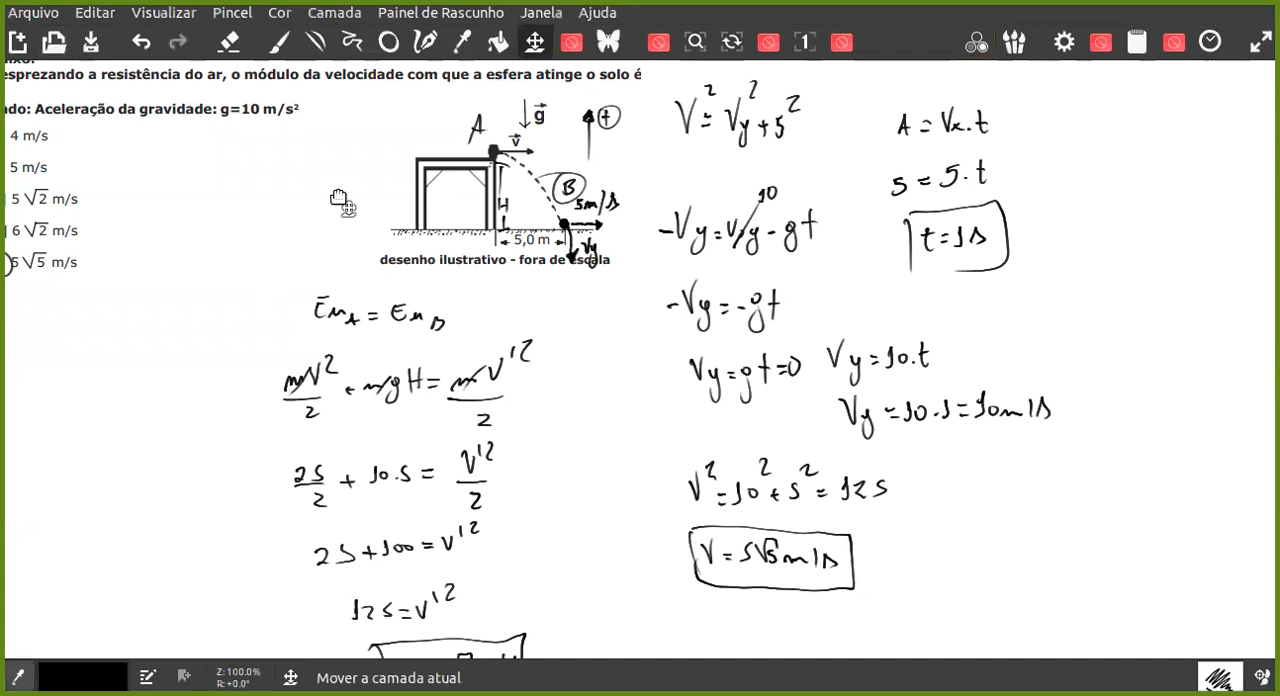 Arquivo Editar Visualizar Pincel Cor Camada Painel de Rascunho Janela Ajuda
1
esprezando a resistência do ar, o módulo da velocidade com que a esfera atinge o solo é
ndo: Aceleração da gravidade: g=10 m/s²
4 m/s
5 m/s
5 √2 m/s
6 √2 m/s
5 √5 m/s
A
g
+
v
B
5m/s
H
5,0 m
Vy
desenho ilustrativo - fora de escala
EmA = EmB
mV²/2 + mgH = mV'²/2
25/2 + 10.5 = V'²/2
25+100 = V'²
125 = V'²
V² = Vy² + 5²
-Vy = Vy - gt
0
-Vy = -gt
Vy = gt = 0
Vy = 10.t
Vy = 10.1 = 10m/s
V² = 10² + 5² = 125
V = 5√5 m/s
A = Vx.t
5 = 5.t
t = 1s
Z: 100.0%
R: +0.0°
Mover a camada atual